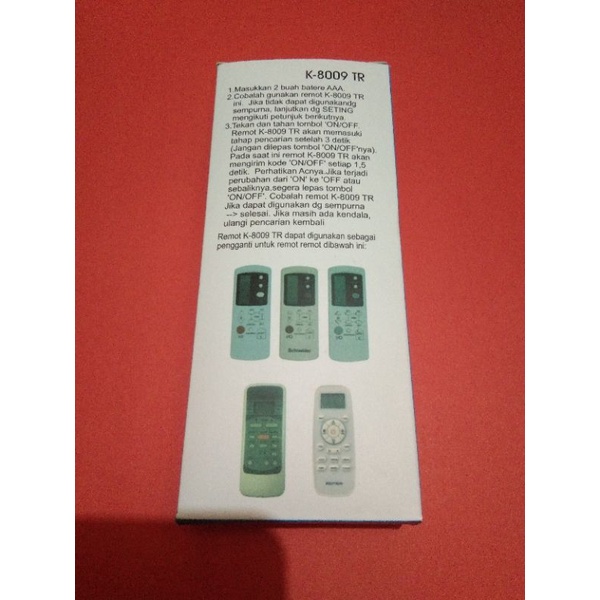 K-8009 TR
1.Masukkan 2 buah batere AAA.
2.Cobalah gunakan remot K-8009 TR
ini. Jika tidak dapat digunakandg
sempurna, lanjutkan dg SETING
mengikuti petunjuk berikutnya.
3.Tekan dan tahan tombol 'ON/OFF.
Remot K-8009 TR akan memasuki
tahap pencarian setelah 3 detik
(Jangan dilepas tombol 'ON/OFF'nya).
Pada saat ini remot K-8009 TR akan
mengirim kode 'ON/OFF' setiap 1,5
detik. Perhatikan Acnya.Jika terjadi
perubahan dari 'ON' ke 'OFF atau
sebaliknya,segera lepas tombol
'ON/OFF'. Cobalah remot K-8009 TR
Jika dapat digunakan dg sempurna
--> selesai. Jika masih ada kendala,
ulangi pencarian kembali
Remot K-8009 TR dapat digunakan sebagai
pengganti untuk remot remot dibawah ini: